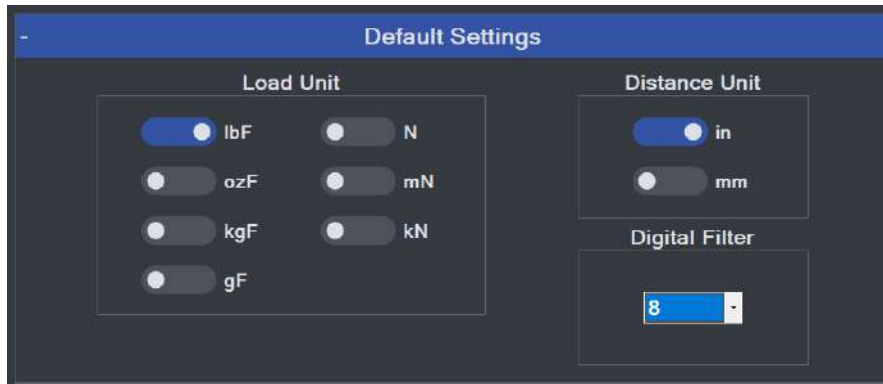 - Default Settings
Load Unit
lbF N
ozF mN
kgF kN
gF
Distance Unit
in
mm
Digital Filter
8